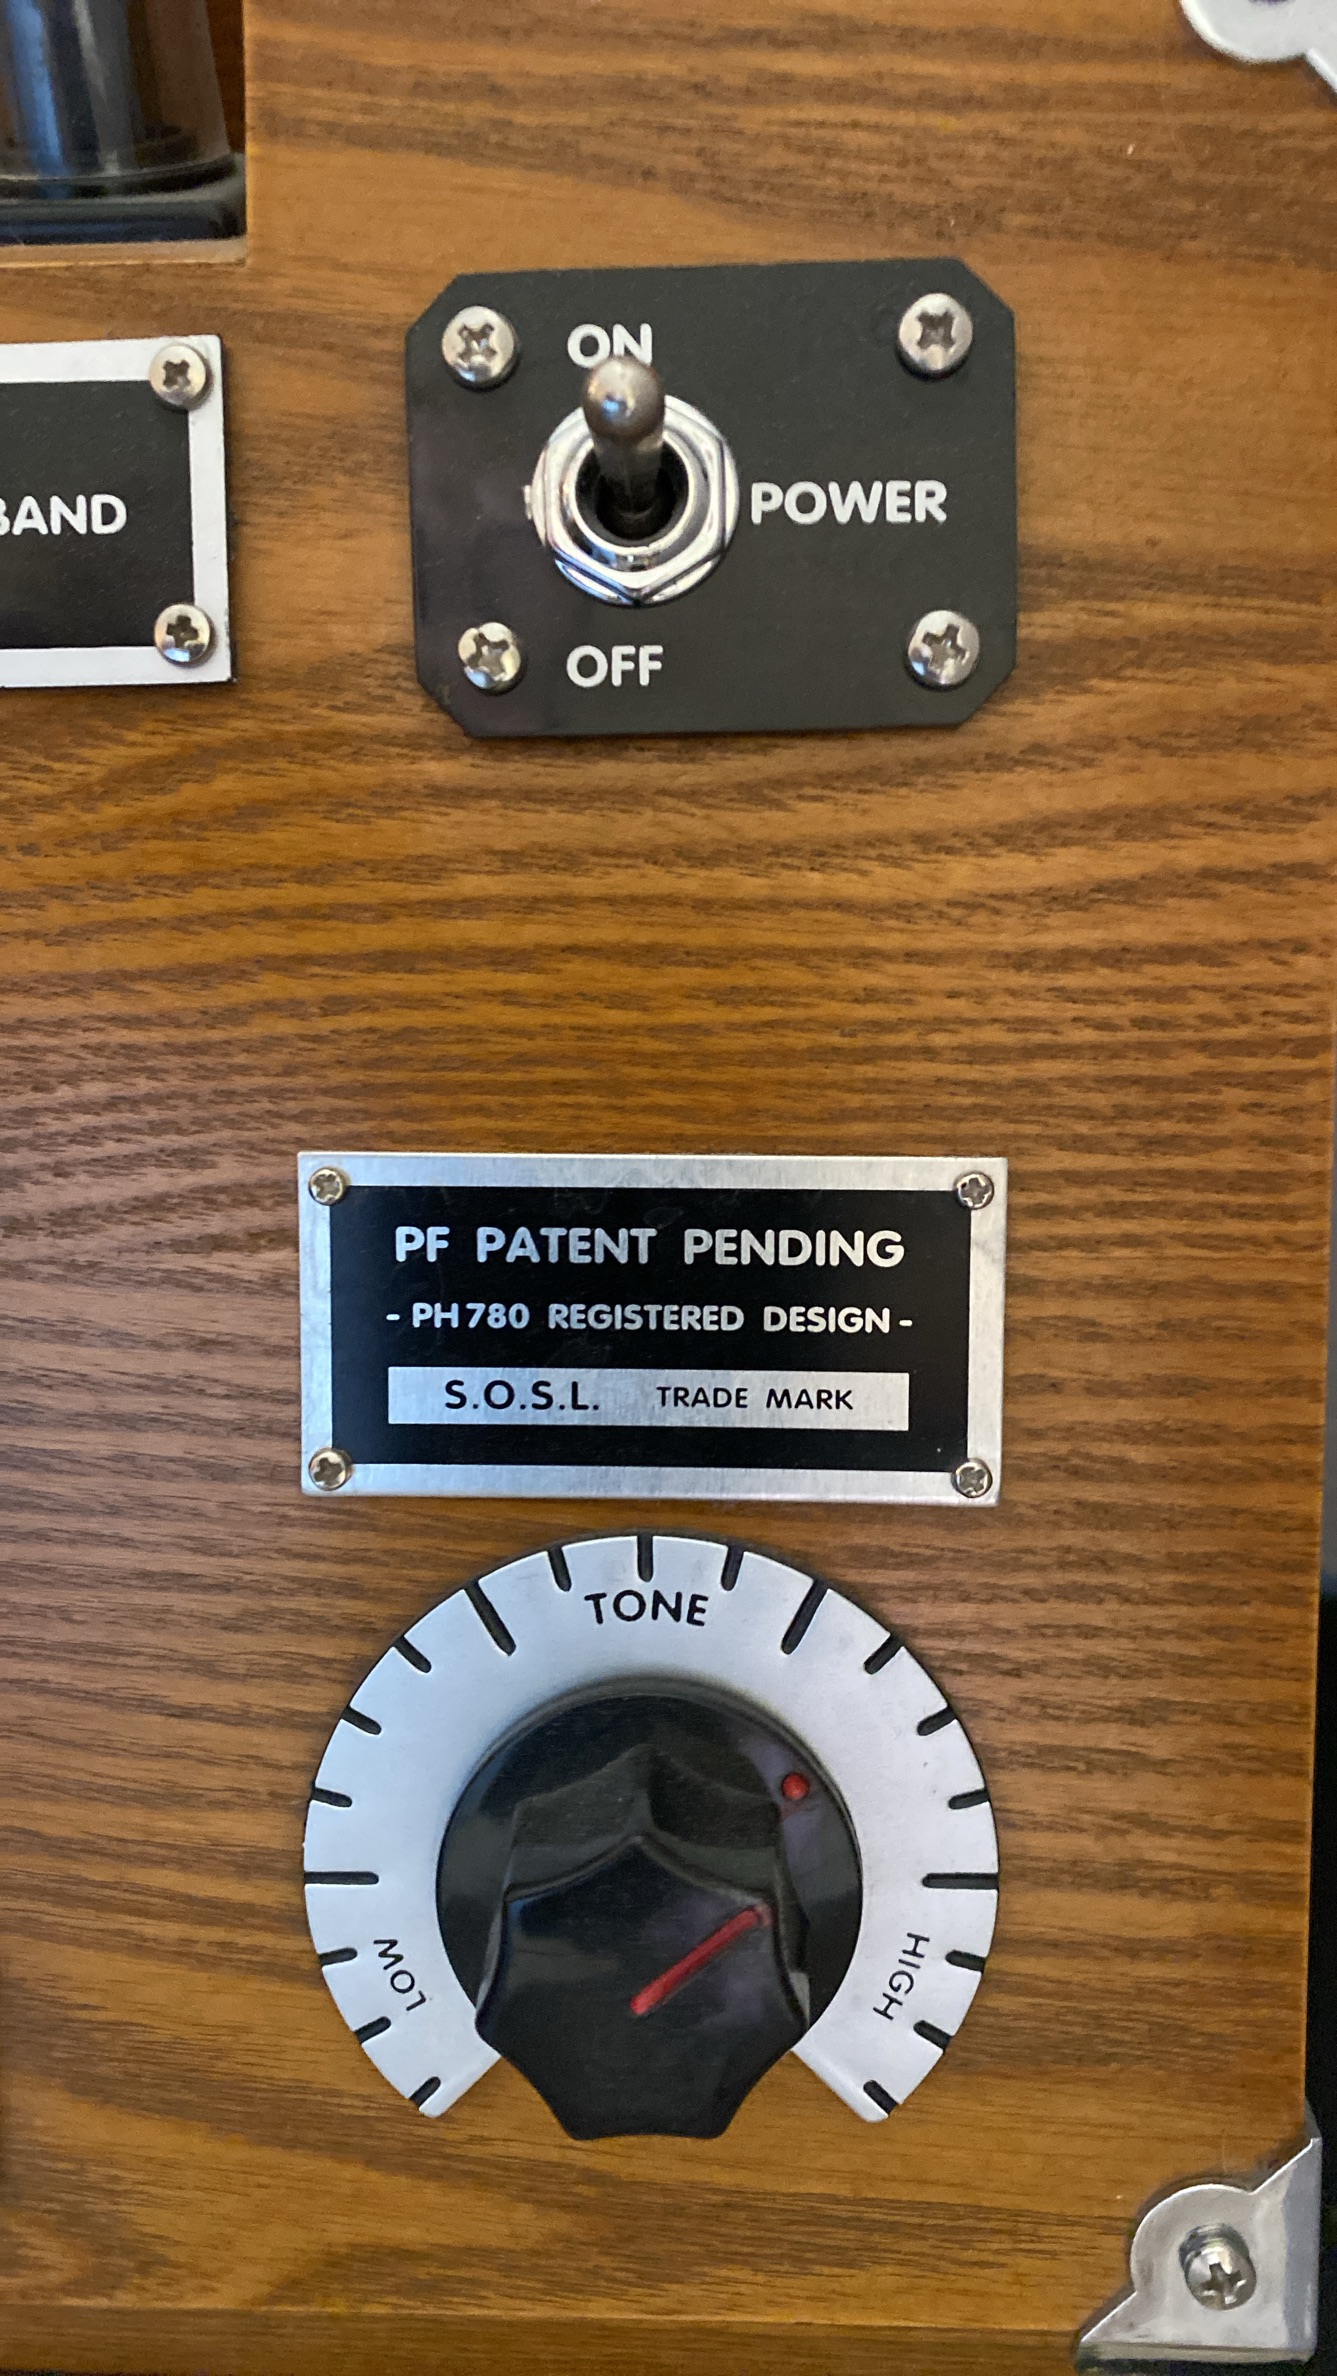 ON
BAND
POWER
OFF
PF PATENT PENDING
- PH780 REGISTERED DESIGN -
S.O.S.L. TRADE MARK
TONE
LOW
HIGH